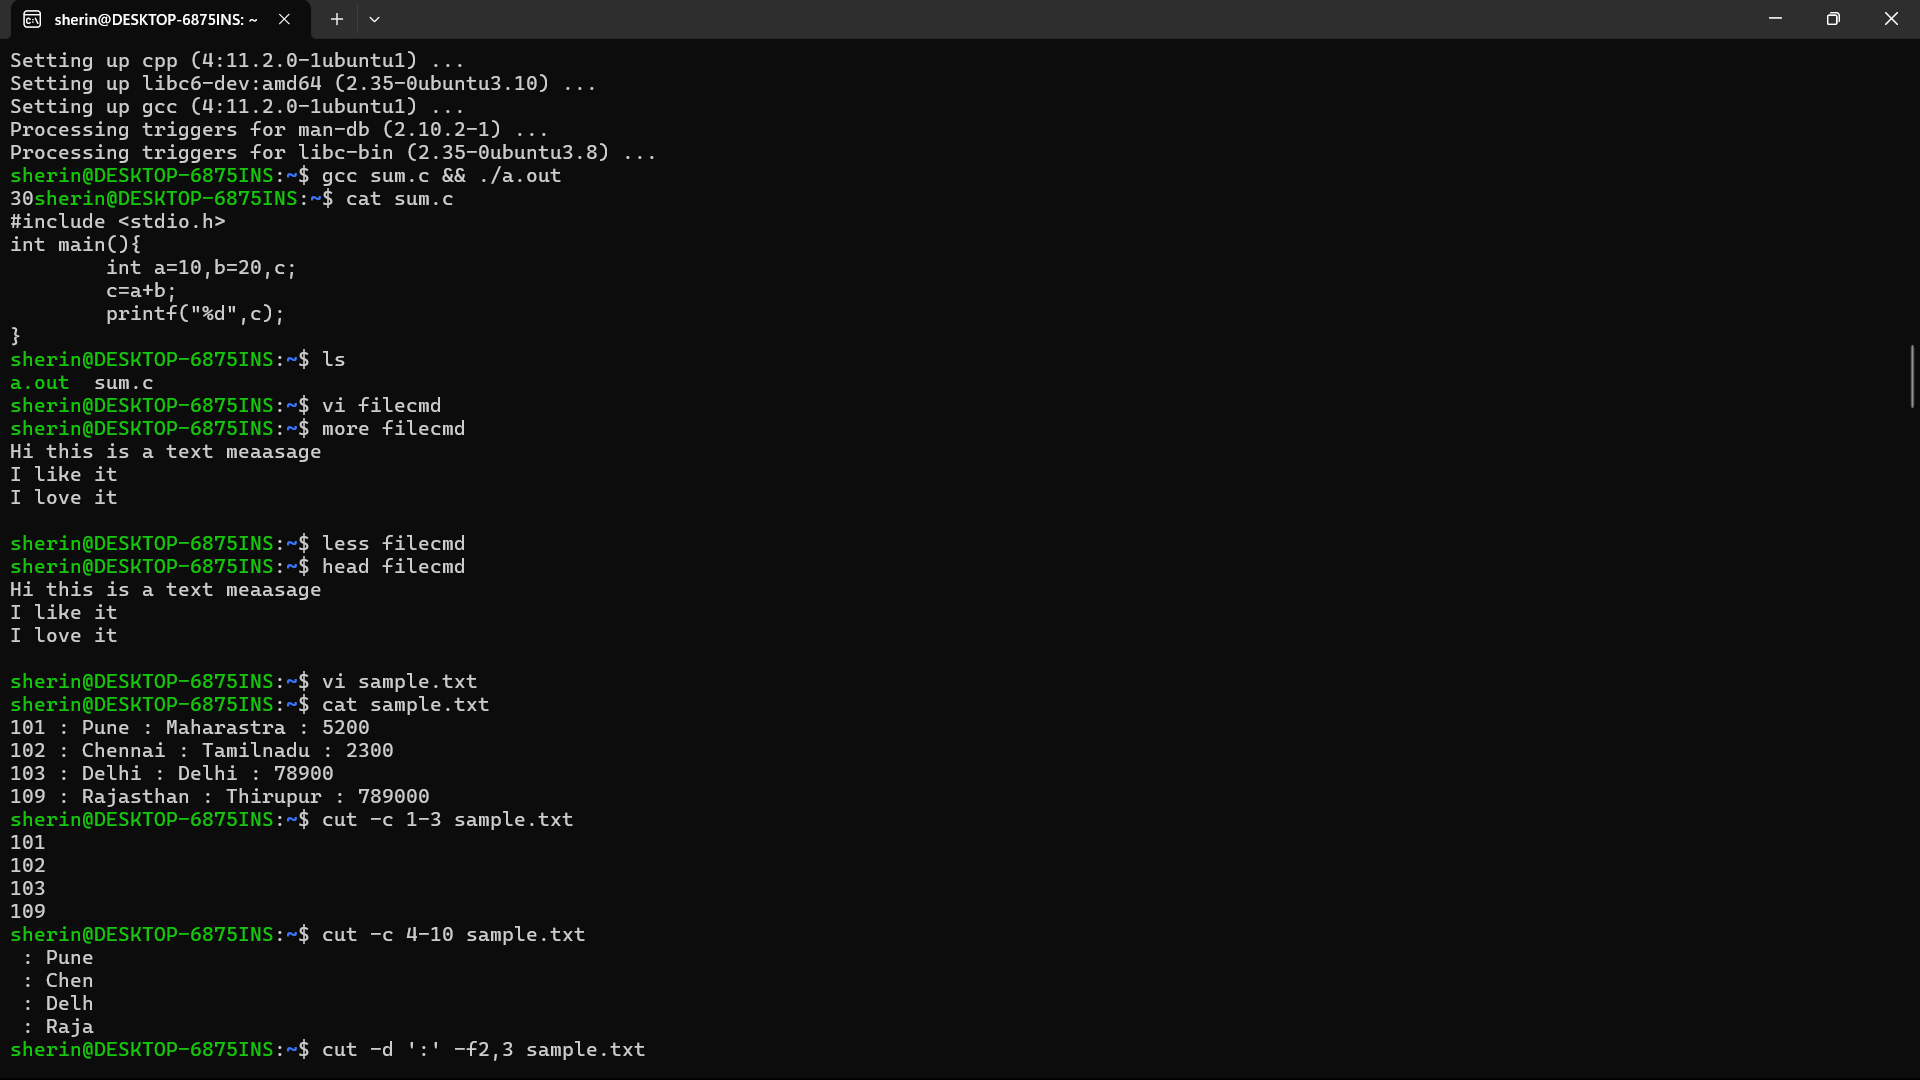 sherin@DESKTOP-6875INS: ~
Setting up cpp (4:11.2.0-1ubuntu1) ...
Setting up libc6-dev:amd64 (2.35-0ubuntu3.10) ...
Setting up gcc (4:11.2.0-1ubuntu1) ...
Processing triggers for man-db (2.10.2-1) ...
Processing triggers for libc-bin (2.35-0ubuntu3.8) ...
sherin@DESKTOP-6875INS:~$ gcc sum.c && ./a.out
30sherin@DESKTOP-6875INS:~$ cat sum.c
#include <stdio.h>
int main(){
        int a=10,b=20,c;
        c=a+b;
        printf("%d",c);
}
sherin@DESKTOP-6875INS:~$ ls
a.out  sum.c
sherin@DESKTOP-6875INS:~$ vi filecmd
sherin@DESKTOP-6875INS:~$ more filecmd
Hi this is a text meaasage
I like it
I love it

sherin@DESKTOP-6875INS:~$ less filecmd
sherin@DESKTOP-6875INS:~$ head filecmd
Hi this is a text meaasage
I like it
I love it

sherin@DESKTOP-6875INS:~$ vi sample.txt
sherin@DESKTOP-6875INS:~$ cat sample.txt
101 : Pune : Maharastra : 5200
102 : Chennai : Tamilnadu : 2300
103 : Delhi : Delhi : 78900
109 : Rajasthan : Thirupur : 789000
sherin@DESKTOP-6875INS:~$ cut -c 1-3 sample.txt
101
102
103
109
sherin@DESKTOP-6875INS:~$ cut -c 4-10 sample.txt
 : Pune
 : Chen
 : Delh
 : Raja
sherin@DESKTOP-6875INS:~$ cut -d ':' -f2,3 sample.txt